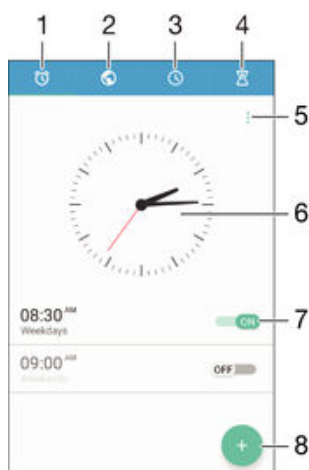 1 2 3 4
5
6
08:30 AM
Weekdays
ON
7
09:00 AM
Weekends
OFF
8